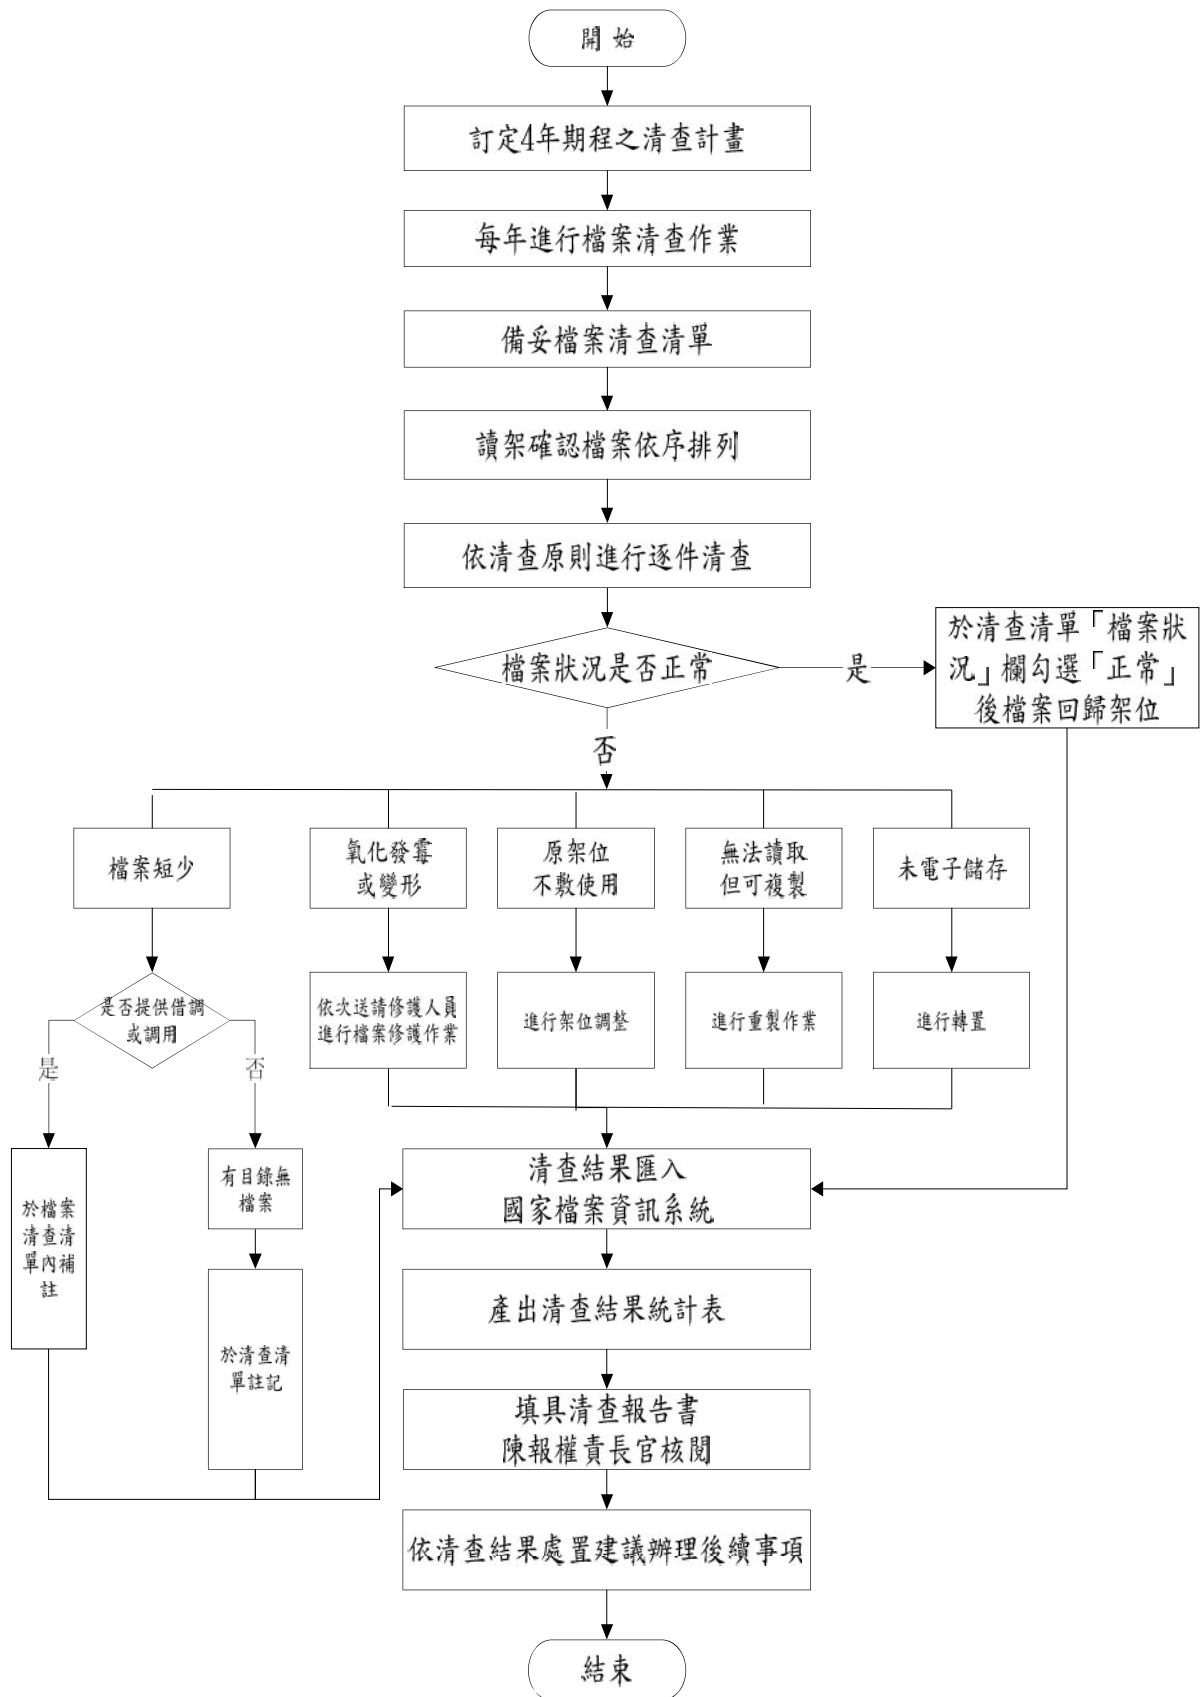 開 始
訂定4年期程之清查計畫
每年進行檔案清查作業
備妥檔案清查清單
讀架確認檔案依序排列
依清查原則進行逐件清查
檔案狀況是否正常
是
於清查清單「檔案狀
況」欄勾選「正常」
後檔案回歸架位
否
檔案短少
氧化發霉
或變形
原架位
不敷使用
無法讀取
但可複製
未電子儲存
是否提供借調
或調用
依次送請修護人員
進行檔案修護作業
進行架位調整
進行重製作業
進行轉置
是
否
於檔案
清查清
單內補
註
有目錄無
檔案
於清查清
單註記
清查結果匯入
國家檔案資訊系統
產出清查結果統計表
填具清查報告書
陳報權責長官核閱
依清查結果處置建議辦理後續事項
結束